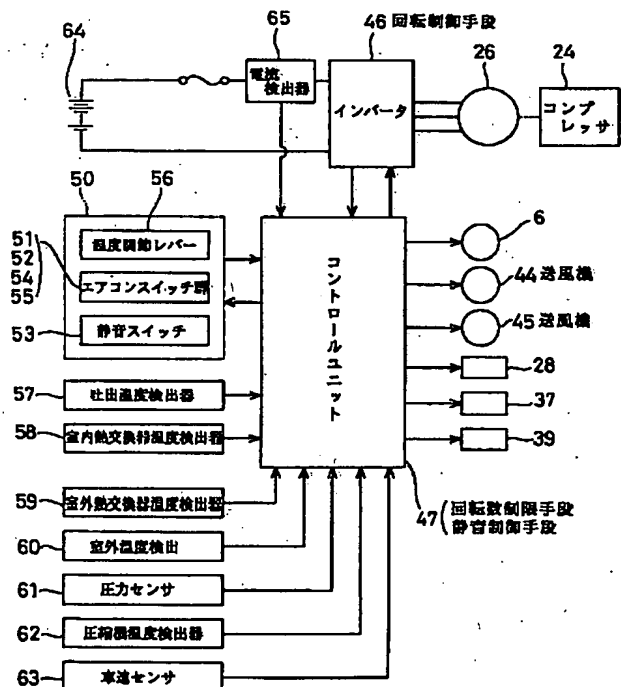 64
65
46 回転制御手段
26
24
電流
検出器
インバータ
コンプ
レッサ
50
56
51
52
54
55
温度調節レバー
エアコンスイッチ群
53
静音スイッチ
コントロールユニット
6
44 送風機
45 送風機
28
37
39
57
吐出温度検出器
58
室内熱交換器温度検出器
59
室外熱交換器温度検出器
47
回転数制限手段
静音制御手段
60
室外温度検出
61
圧力センサ
62
圧縮機温度検出器
63
車速センサ